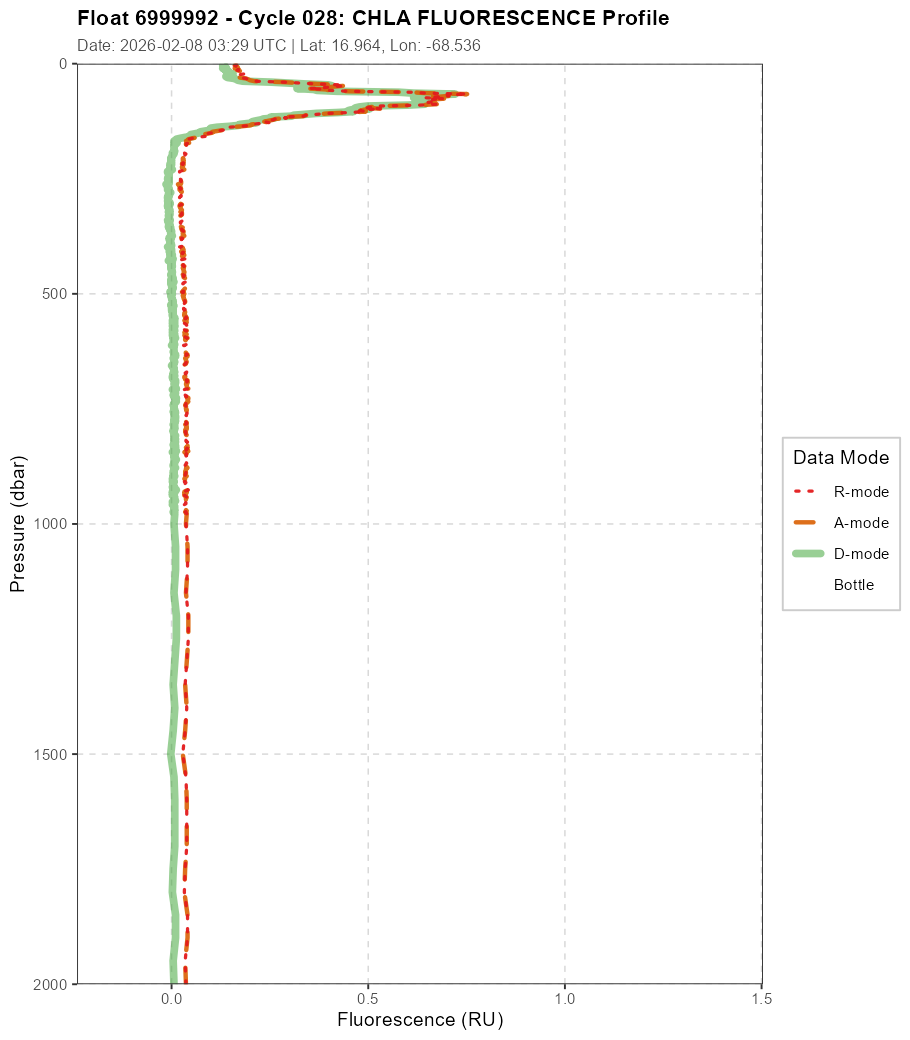 Float 6999992 - Cycle 028: CHLA FLUORESCENCE Profile
Date: 2026-02-08 03:29 UTC | Lat: 16.964, Lon: -68.536
0
500
1000
1500
2000
Pressure (dbar)
0.0
0.5
1.0
1.5
Fluorescence (RU)
Data Mode
R-mode
A-mode
D-mode
Bottle